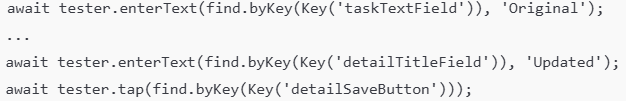 await tester.enterText(find.byKey(Key('taskTextField')), 'Original');
...
await tester.enterText(find.byKey(Key('detailTitleField')), 'Updated');
await tester.tap(find.byKey(Key('detailSaveButton')));